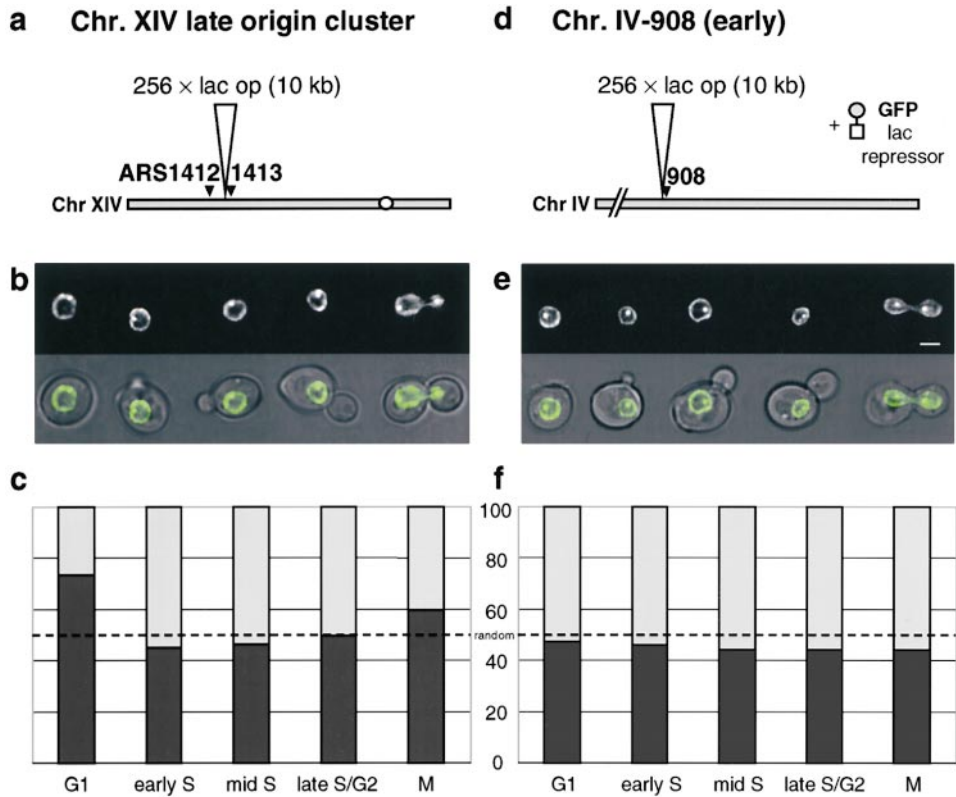 a Chr. XIV late origin cluster
256 × lac op (10 kb)
ARS1412 1413
Chr XIV
b
c
G1 early S mid S late S/G2 M
d Chr. IV-908 (early)
256 × lac op (10 kb)
+ GFP
lac
repressor
908
Chr IV
e
f
100
80
60
random
40
20
0
G1 early S mid S late S/G2 M